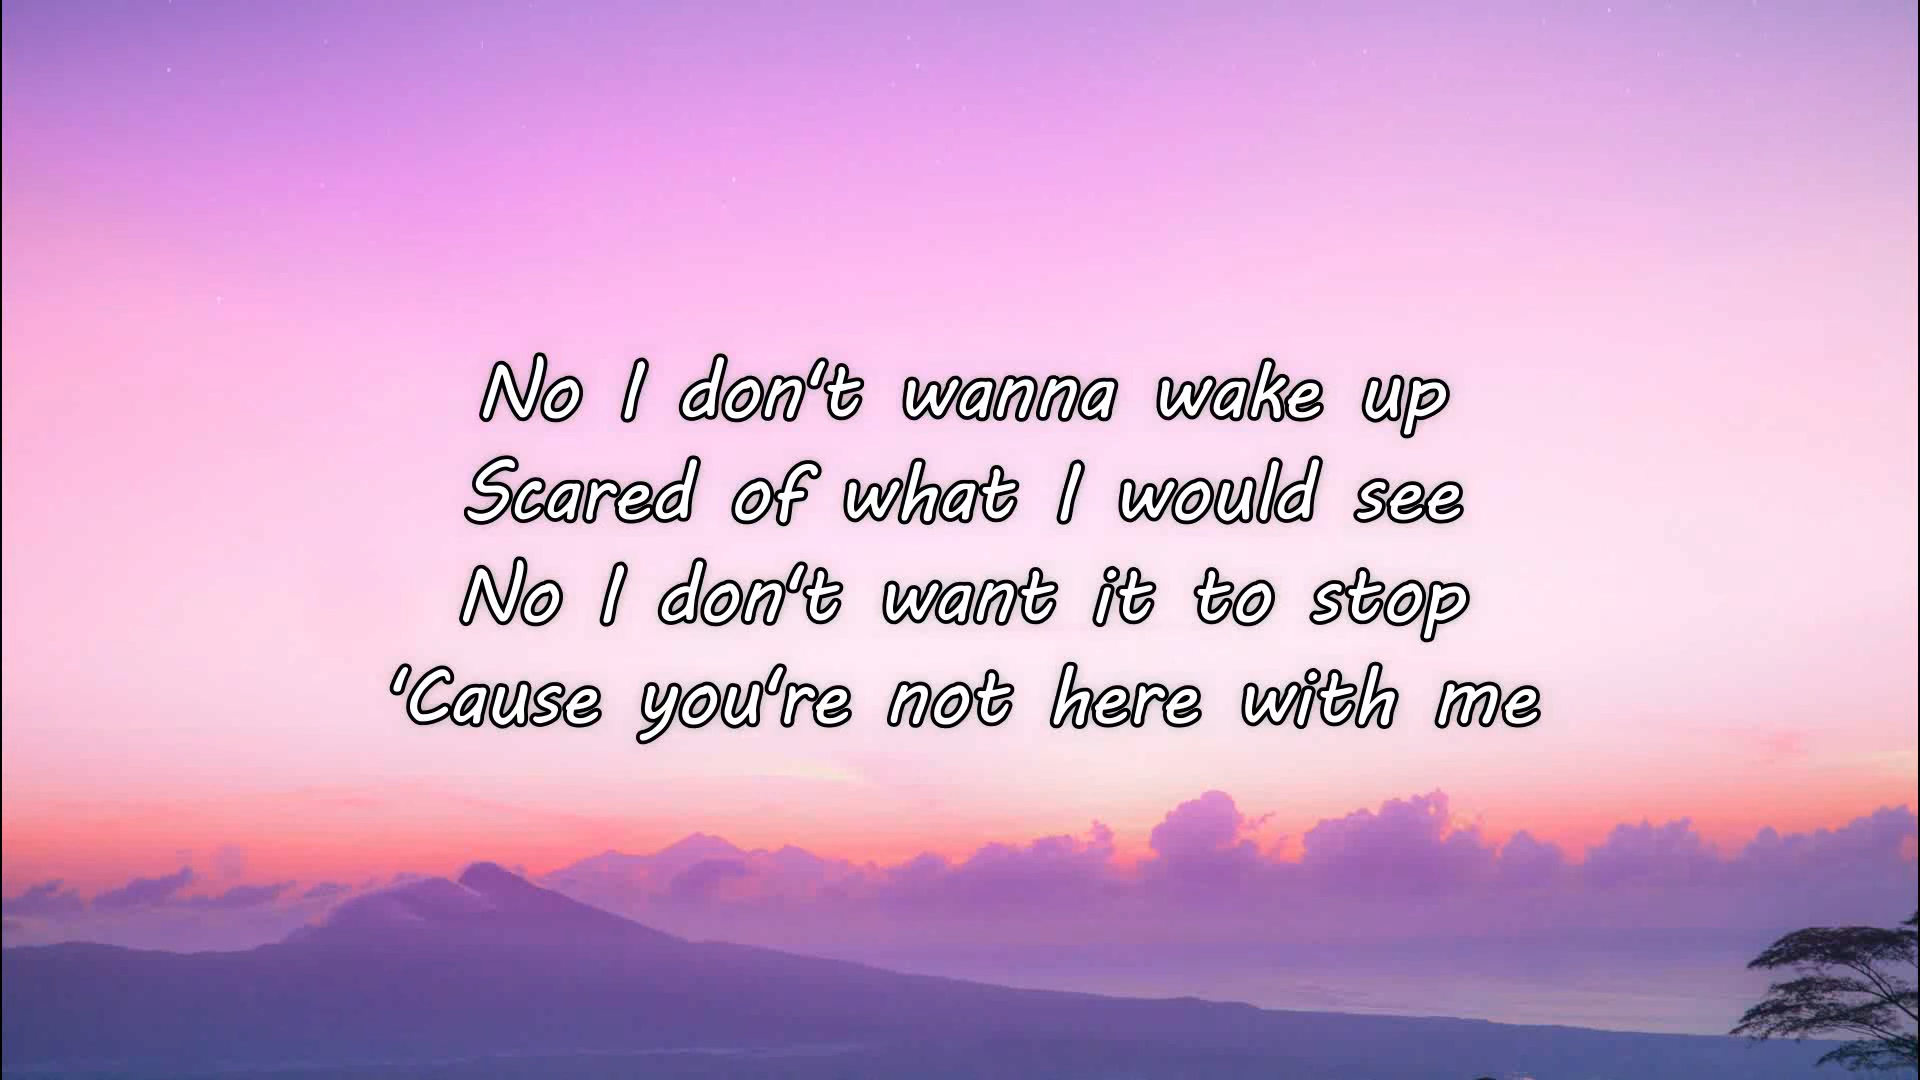 No I don't wanna wake up
Scared of what I would see
No I don't want it to stop
'Cause you're not here with me